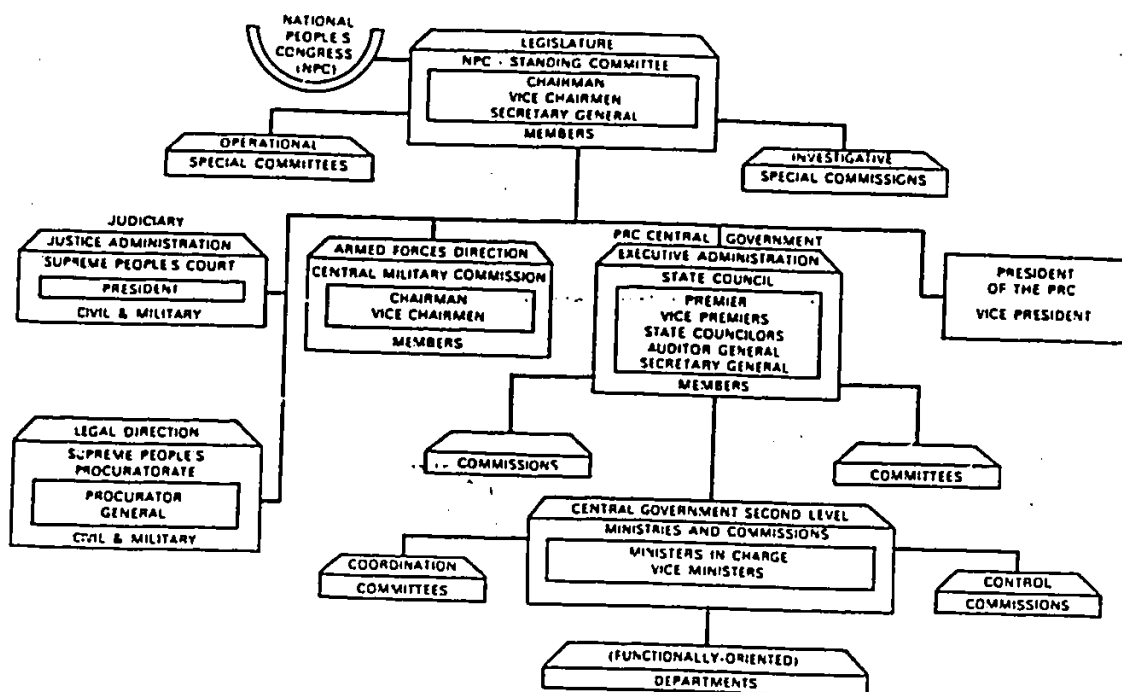 NATIONAL
PEOPLE'S
CONGRESS
(NPC)
LEGISLATURE
NPC - STANDING COMMITTEE
CHAIRMAN
VICE CHAIRMEN
SECRETARY GENERAL
MEMBERS
OPERATIONAL
SPECIAL COMMITTEES
INVESTIGATIVE
SPECIAL COMMISSIONS
JUDICIARY
JUSTICE ADMINISTRATION
SUPREME PEOPLE'S COURT
PRESIDENT
CIVIL & MILITARY
ARMED FORCES DIRECTION
CENTRAL MILITARY COMMISSION
CHAIRMAN
VICE CHAIRMEN
MEMBERS
PRC CENTRAL GOVERNMENT
EXECUTIVE ADMINISTRATION
STATE COUNCIL
PREMIER
VICE PREMIERS
STATE COUNCILORS
AUDITOR GENERAL
SECRETARY GENERAL
MEMBERS
PRESIDENT
OF THE PRC
VICE PRESIDENT
LEGAL DIRECTION
SUPREME PEOPLE'S
PROCURATORATE
PROCURATOR
GENERAL
CIVIL & MILITARY
COMMISSIONS
COMMITTEES
CENTRAL GOVERNMENT SECOND LEVEL
MINISTRIES AND COMMISSIONS
MINISTERS IN CHARGE
VICE MINISTERS
COORDINATION
COMMITTEES
CONTROL
COMMISSIONS
(FUNCTIONALLY-ORIENTED)
DEPARTMENTS